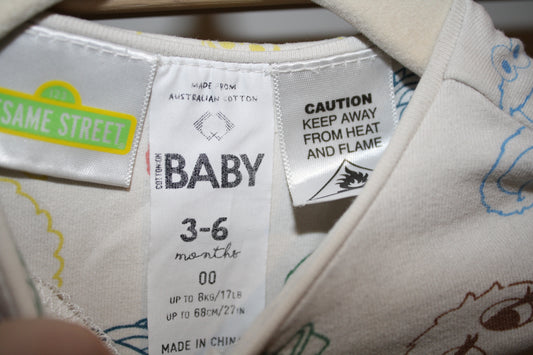 123
SESAME STREET
MADE FROM
AUSTRALIAN COTTON
COTTON:ON
BABY
3-6
months
00
UP TO 8KG/17LB
UP TO 68CM/27IN
MADE IN CHINA
CAUTION
KEEP AWAY
FROM HEAT
AND FLAME